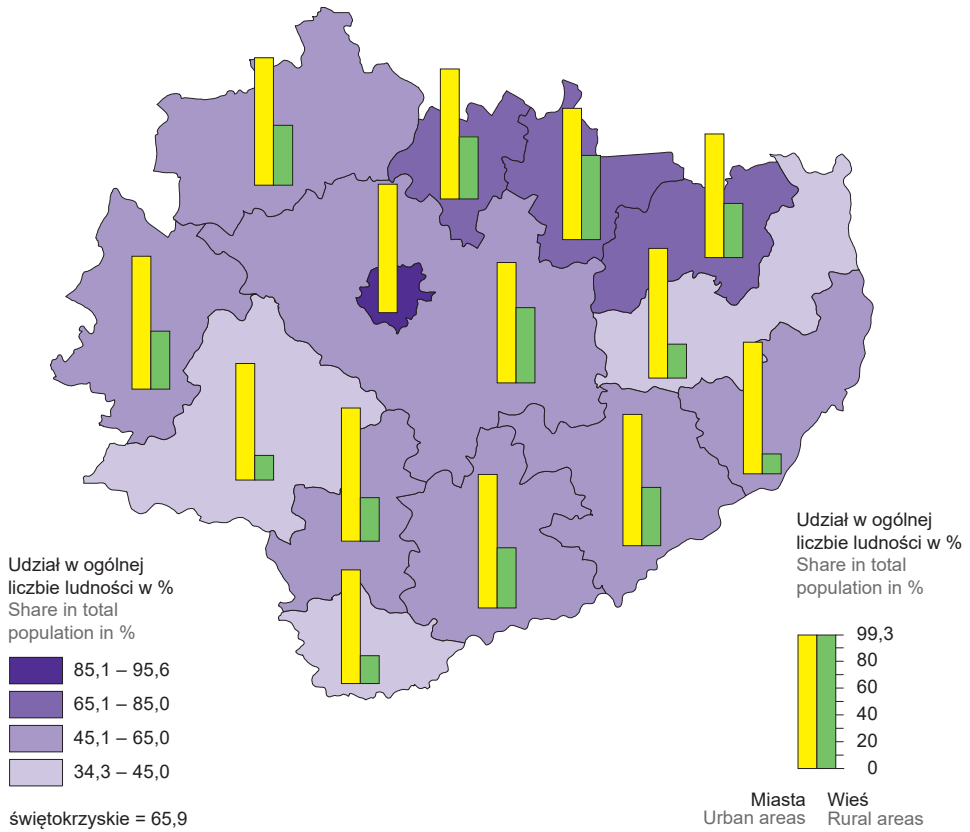 Udział w ogólnej
liczbie ludności w %
Share in total
population in %
85,1 – 95,6
65,1 – 85,0
45,1 – 65,0
34,3 – 45,0
świętokrzyskie = 65,9
Udział w ogólnej
liczbie ludności w %
Share in total
population in %
99,3
80
60
40
20
0
Miasta Wieś
Urban areas Rural areas